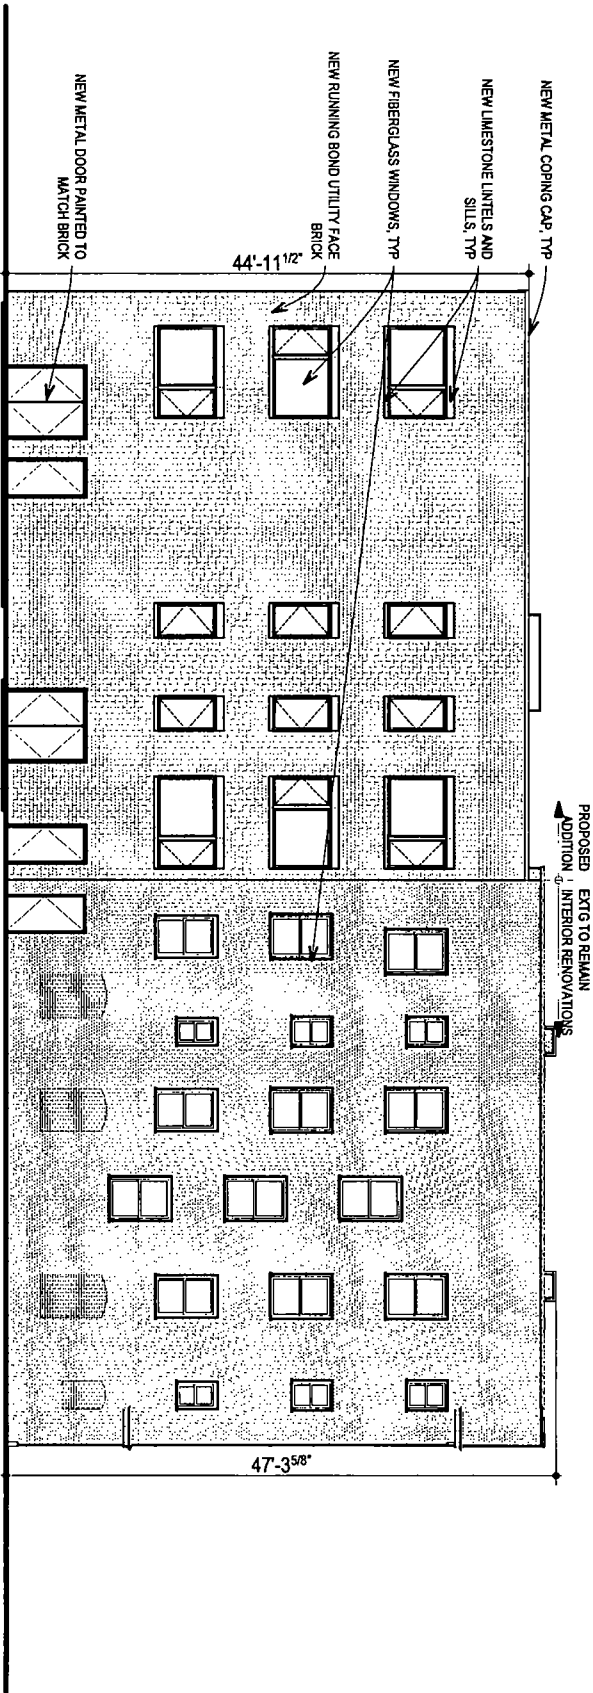 NEW METAL COPING CAP, TYP
NEW LIMESTONE LINTELS AND
SILLS, TYP
NEW FIBERGLASS WINDOWS, TYP
NEW RUNNING BOND UTILITY FACE
BRICK
NEW METAL DOOR PAINTED TO
MATCH BRICK
44'-11 1/2"
PROPOSED
ADDITION
EXTG TO REMAIN
INTERIOR RENOVATIONS
47'-3 5/8"